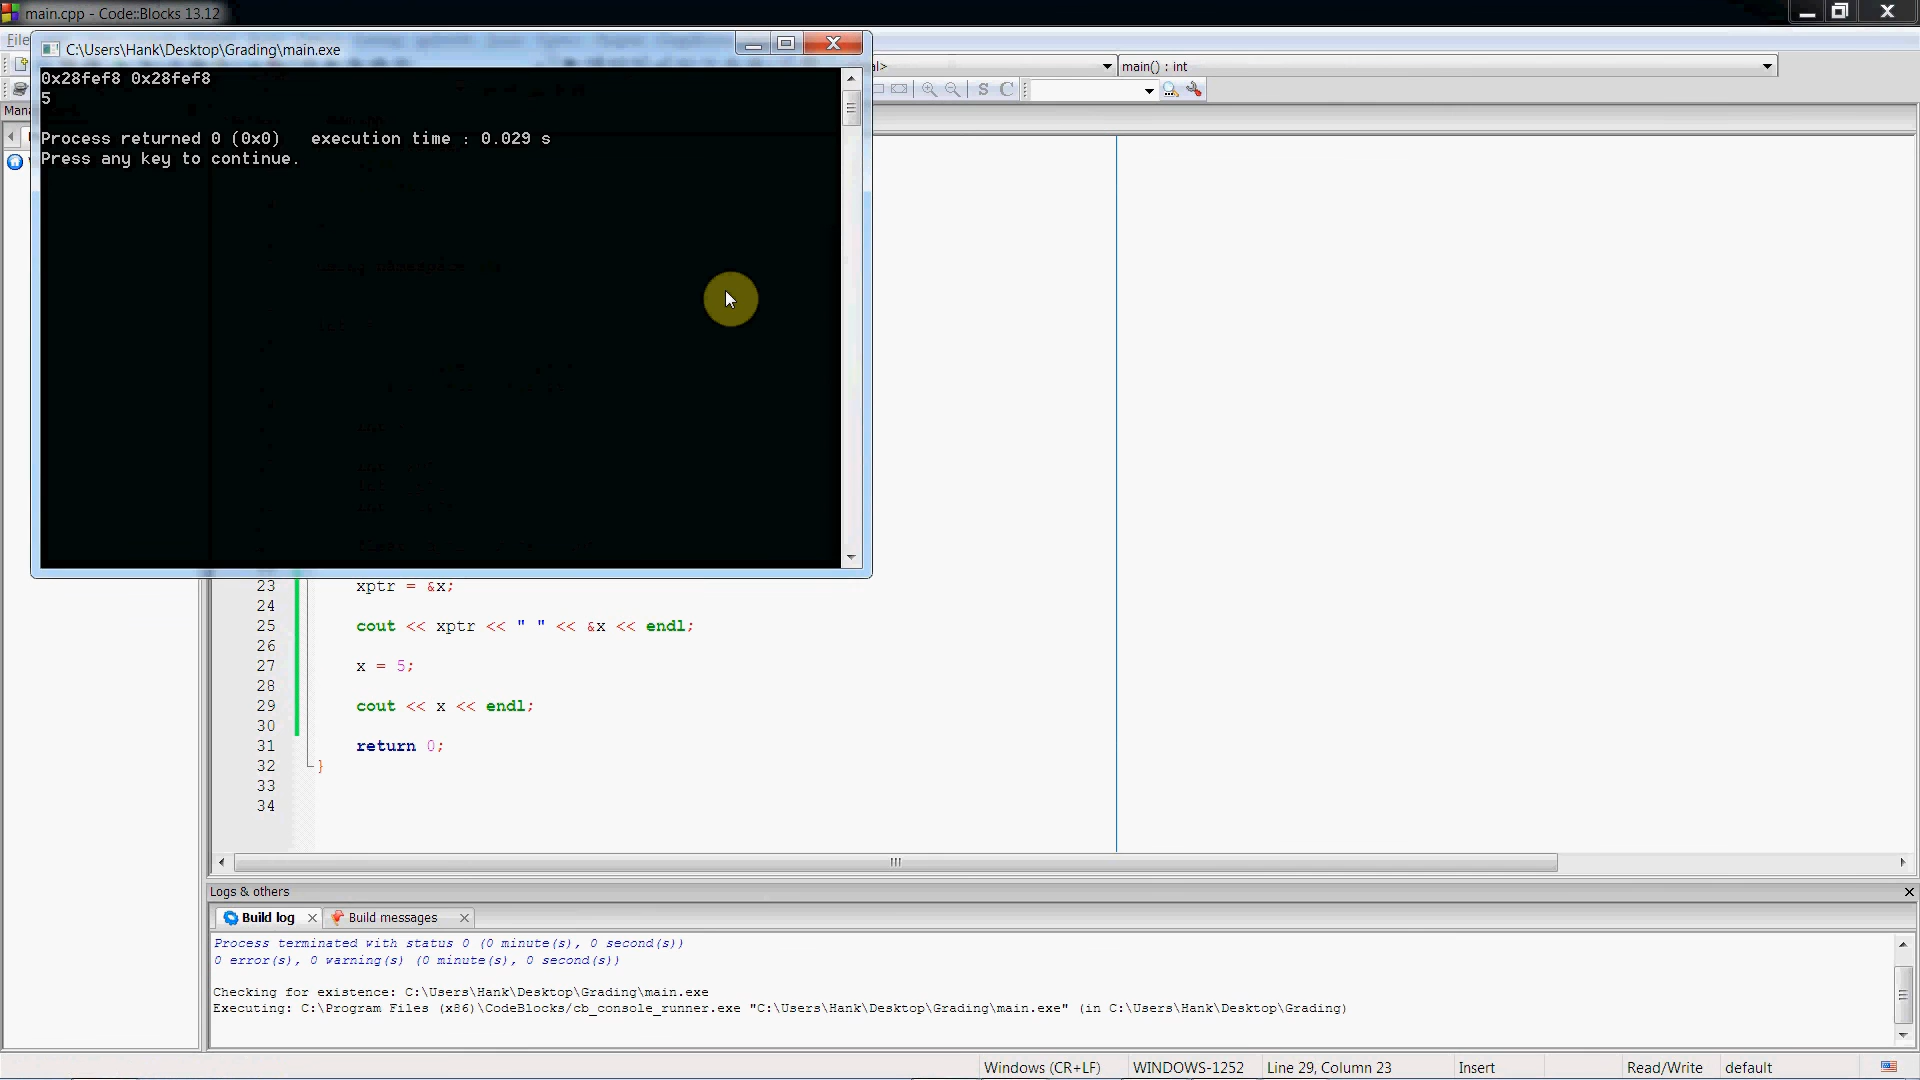 main.cpp - Code::Blocks 13.12
File
C:\Users\Hank\Desktop\Grading\main.exe
al>
main() : int
S C
Mana
0x28fef8 0x28fef8
5
Process returned 0 (0x0)   execution time : 0.029 s
Press any key to continue.
23 xptr = &x;
24
25 cout << xptr << " " << &x << endl;
26
27 x = 5;
28
29 cout << x << endl;
30
31 return 0;
32 }
33
34
Logs & others
Build log
Build messages
Process terminated with status 0 (0 minute(s), 0 second(s))
0 error(s), 0 warning(s) (0 minute(s), 0 second(s))
Checking for existence: C:\Users\Hank\Desktop\Grading\main.exe
Executing: C:\Program Files (x86)\CodeBlocks/cb_console_runner.exe "C:\Users\Hank\Desktop\Grading\main.exe" (in C:\Users\Hank\Desktop\Grading)
Windows (CR+LF) WINDOWS-1252 Line 29, Column 23 Insert Read/Write default